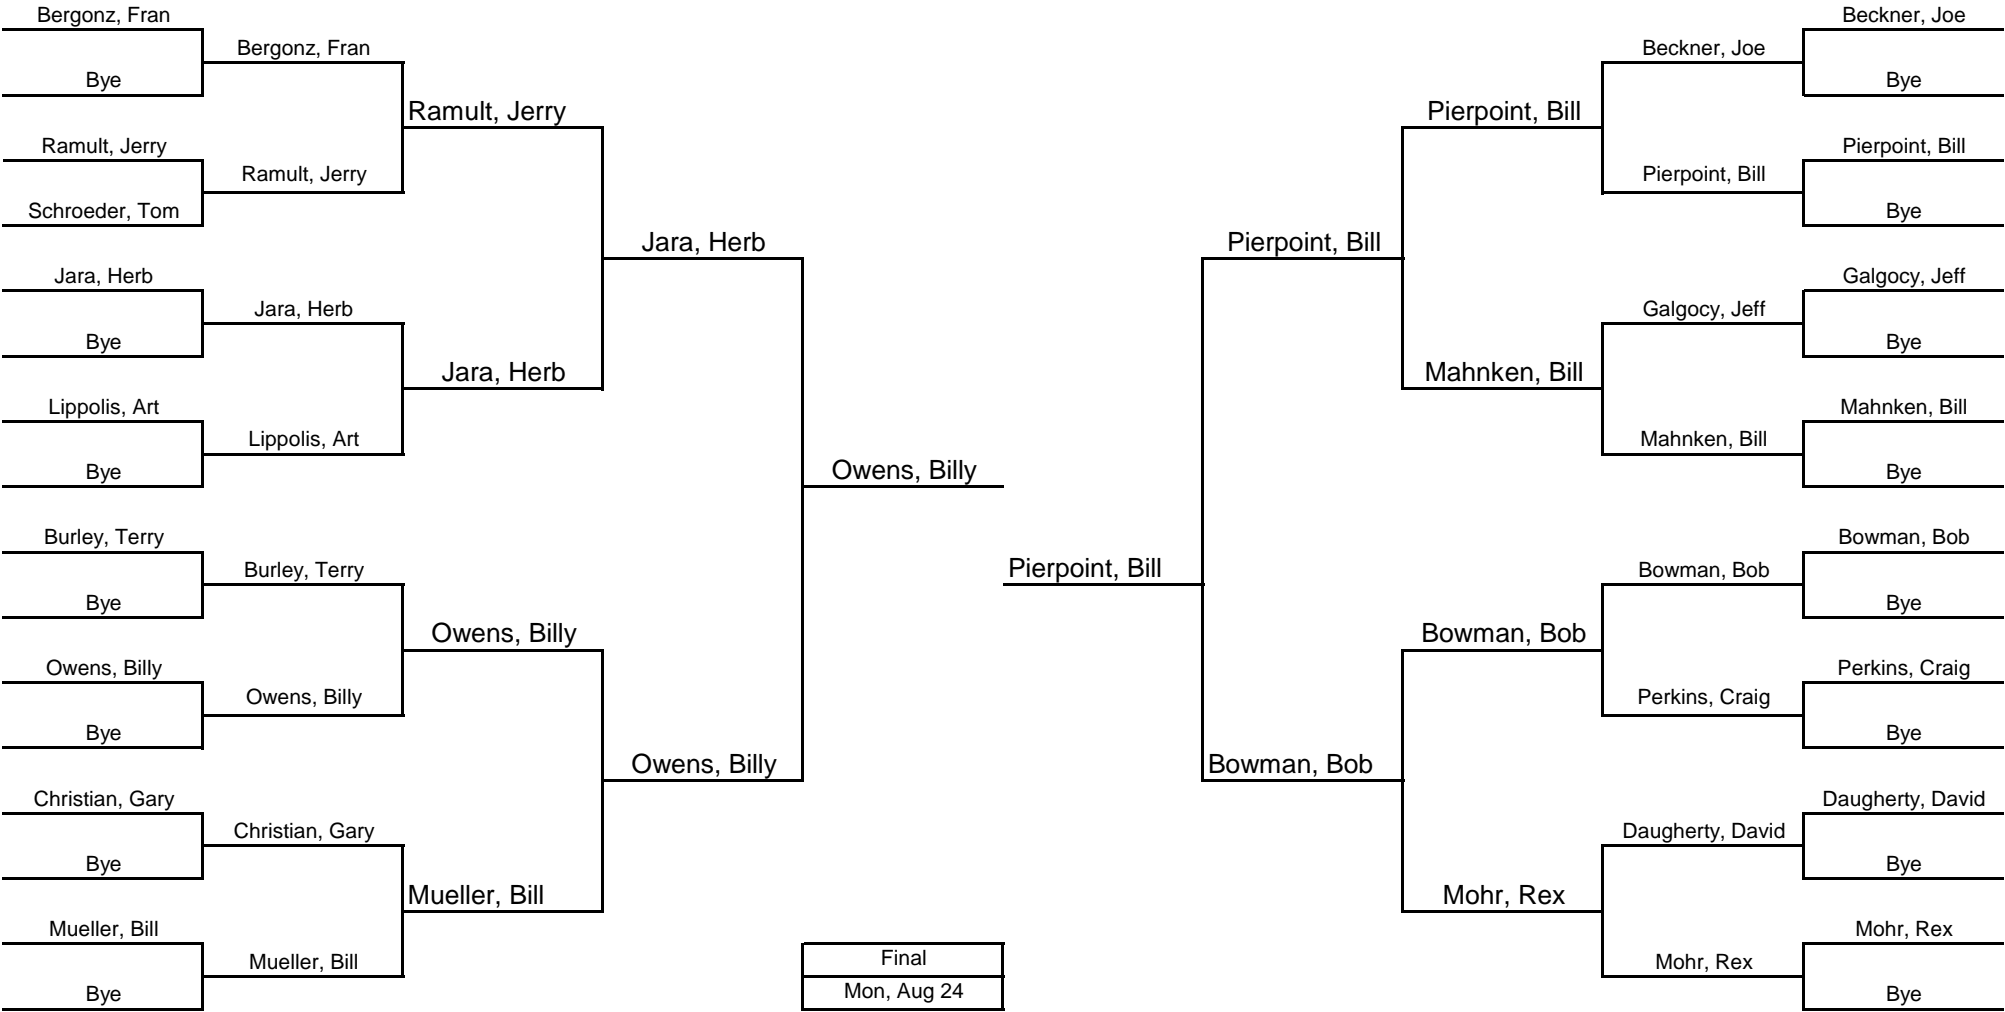 Bergonz, Fran
Bye
Ramult, Jerry
Schroeder, Tom
Jara, Herb
Bye
Lippolis, Art
Bye
Burley, Terry
Bye
Owens, Billy
Bye
Christian, Gary
Bye
Mueller, Bill
Bye
Bergonz, Fran
Ramult, Jerry
Jara, Herb
Lippolis, Art
Burley, Terry
Owens, Billy
Christian, Gary
Mueller, Bill
Ramult, Jerry
Jara, Herb
Owens, Billy
Mueller, Bill
Jara, Herb
Owens, Billy
Owens, Billy
Final
Mon, Aug 24
Pierpoint, Bill
Pierpoint, Bill
Bowman, Bob
Pierpoint, Bill
Mahnken, Bill
Bowman, Bob
Mohr, Rex
Beckner, Joe
Pierpoint, Bill
Galgocy, Jeff
Mahnken, Bill
Bowman, Bob
Perkins, Craig
Daugherty, David
Mohr, Rex
Beckner, Joe
Bye
Pierpoint, Bill
Bye
Galgocy, Jeff
Bye
Mahnken, Bill
Bye
Bowman, Bob
Bye
Perkins, Craig
Bye
Daugherty, David
Bye
Mohr, Rex
Bye